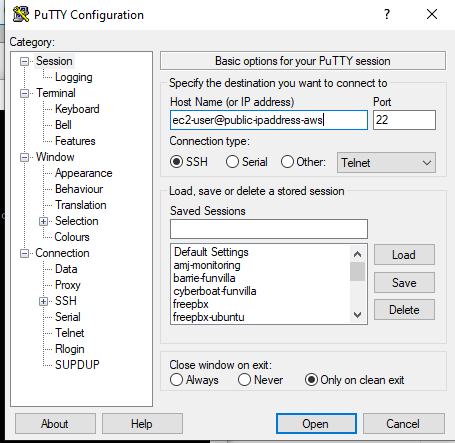 PuTTY Configuration
Category:
Session
Logging
Terminal
Keyboard
Bell
Features
Window
Appearance
Behaviour
Translation
Selection
Colours
Connection
Data
Proxy
SSH
Serial
Telnet
Rlogin
SUPDUP
Basic options for your PuTTY session
Specify the destination you want to connect to
Host Name (or IP address) Port
ec2-user@public-ipaddress-aws 22
Connection type:
SSH Serial Other: Telnet
Load, save or delete a stored session
Saved Sessions
Default Settings
amj-monitoring
barrie-funvilla
cyberboat-funvilla
freepbx
freepbx-ubuntu
Load
Save
Delete
Close window on exit:
Always Never Only on clean exit
About Help Open Cancel